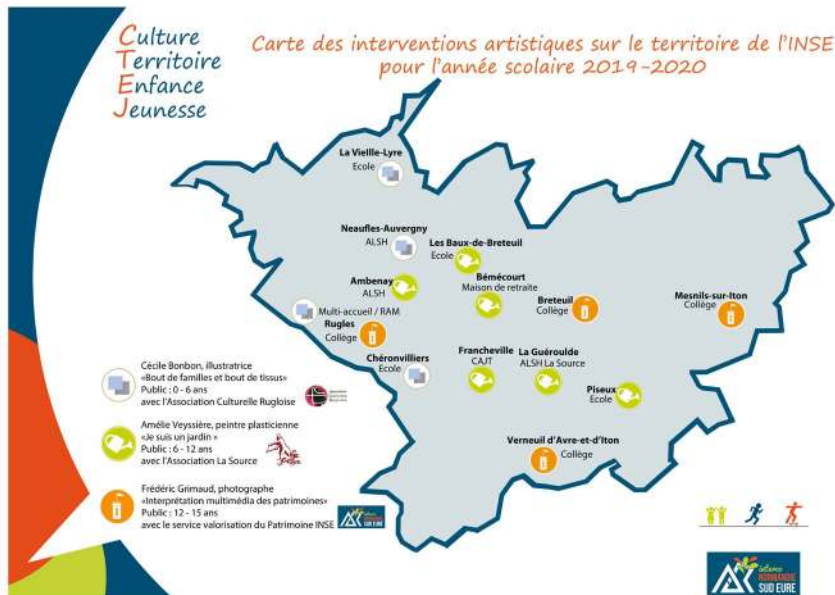 Culture
Territoire
Enfance
Jeunesse
Carte des interventions artistiques sur le territoire de l'INSE
pour l'année scolaire 2019-2020
La Vieille-Lyre
Ecole
Neaufles-Auvergny
ALSH
Les Baux-de-Breteuil
Ecole
Ambenay
ALSH
Bémécourt
Maison de retraite
Breteuil
Collège
Mesnils-sur-Iton
Collège
Multi-accueil / RAM
Rugles
Collège
Chéronvilliers
Ecole
Francheville
CAJT
La Guéroulde
ALSH La Source
Piseux
Ecole
Verneuil d'Avre-et-d'Iton
Collège
Cécile Bonbon, illustratrice
«Bout de familles et bout de tissus»
Public : 0 - 6 ans
avec l'Association Culturelle Rugloise
Amélie Veyssière, peintre plasticienne
«Je suis un jardin »
Public : 6 - 12 ans
avec l'Association La Source
Frédéric Grimaud, photographe
«Interprétation multimédia des patrimoines»
Public : 12 - 15 ans
avec le service valorisation du Patrimoine INSE
interco
NORMANDIE
SUD EURE